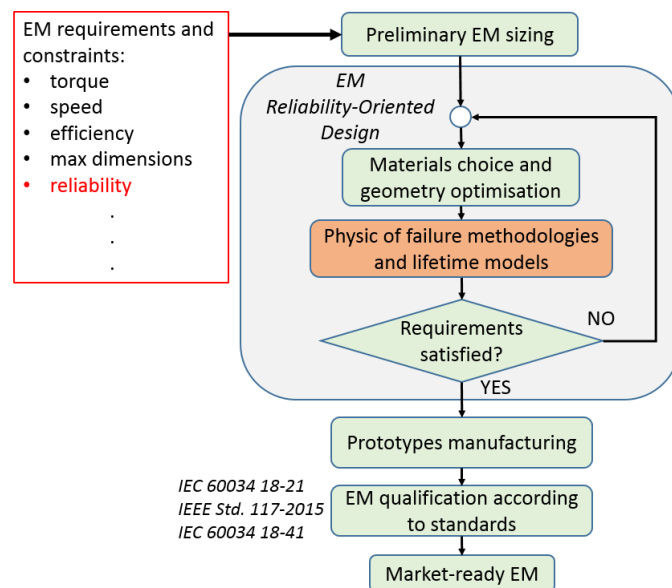 EM requirements and
constraints:
• torque
• speed
• efficiency
• max dimensions
• reliability
.
.
.
Preliminary EM sizing
EM
Reliability-Oriented
Design
Materials choice and
geometry optimisation
Physic of failure methodologies
and lifetime models
Requirements
satisfied?
NO
YES
Prototypes manufacturing
IEC 60034 18-21
IEEE Std. 117-2015
IEC 60034 18-41
EM qualification according
to standards
Market-ready EM